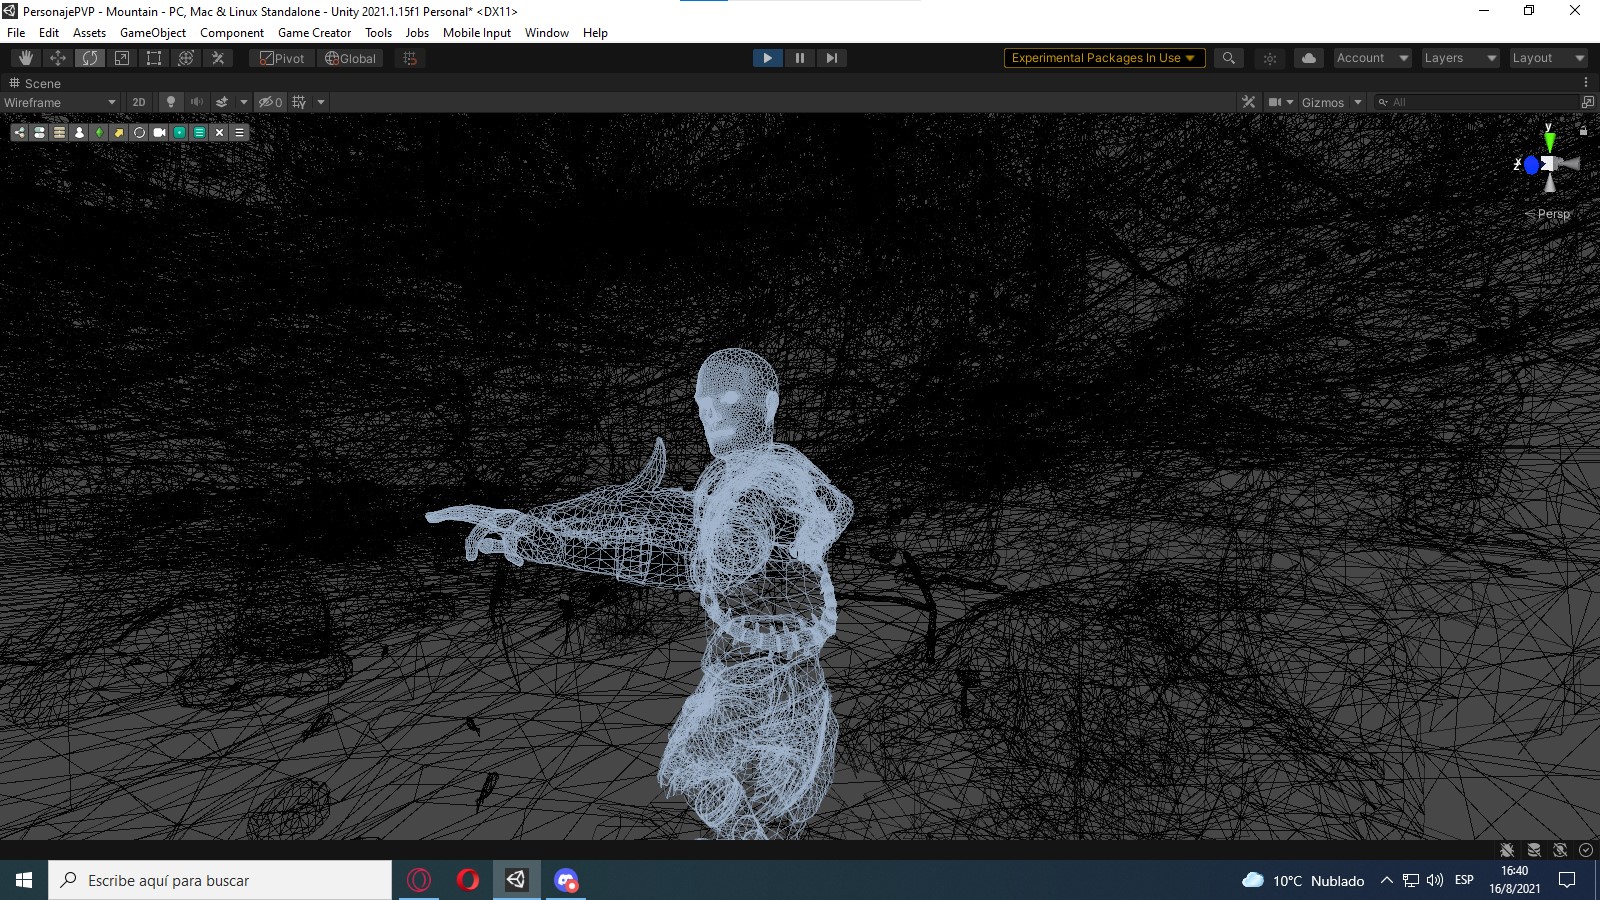 PersonajePVP - Mountain - PC, Mac & Linux Standalone - Unity 2021.1.15f1 Personal* <DX11>
File Edit Assets GameObject Component Game Creator Tools Jobs Mobile Input Window Help
Pivot Global Experimental Packages In Use Account Layers Layout
Scene
Wireframe 2D 0 Gizmos All
y
x
z
Persp
Escribe aquí para buscar 10°C Nublado ESP 16:40
16/8/2021